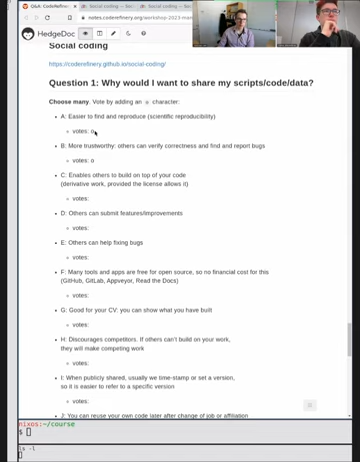 Q&A: CodeRefin
Social coding
Social coding
notes.coderefinery.org/workshop-2023-mar
HedgeDoc
Social coding
https://coderefinery.github.io/social-coding/
Question 1: Why would I want to share my scripts/code/data?
Choose many. Vote by adding an o character:
A: Easier to find and reproduce (scientific reproducibility)
votes: o
B: More trustworthy: others can verify correctness and find and report bugs
votes: o
C: Enables others to build on top of your code
(derivative work, provided the license allows it)
votes:
D: Others can submit features/improvements
votes:
E: Others can help fixing bugs
votes:
F: Many tools and apps are free for open source, so no financial cost for this
(GitHub, GitLab, Appveyor, Read the Docs)
votes:
G: Good for your CV: you can show what you have built
votes:
H: Discourages competitors. If others can't build on your work,
they will make competing work
votes:
I: When publicly shared, usually we time-stamp or set a version,
so it is easier to refer to a specific version
votes:
J: You can reuse your own code later after change of job or affiliation
nixos:~/course
$
ls -l